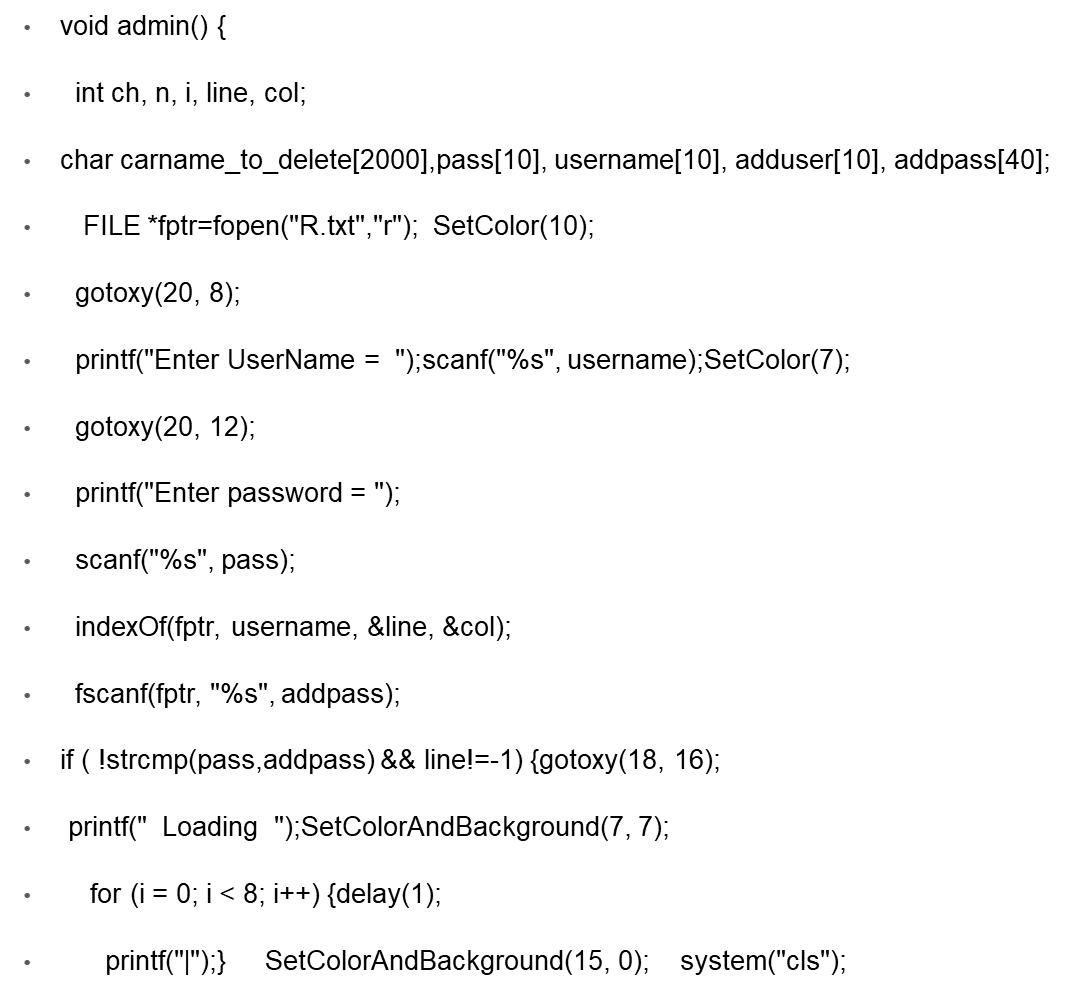 • void admin() {
• int ch, n, i, line, col;
• char carname_to_delete[2000],pass[10], username[10], adduser[10], addpass[40];
• FILE *fptr=fopen("R.txt","r");  SetColor(10);
• gotoxy(20, 8);
• printf("Enter UserName =  ");scanf("%s", username);SetColor(7);
• gotoxy(20, 12);
• printf("Enter password = ");
• scanf("%s", pass);
• indexOf(fptr, username, &line, &col);
• fscanf(fptr, "%s", addpass);
• if ( !strcmp(pass,addpass) && line!=-1) {gotoxy(18, 16);
• printf("  Loading  ");SetColorAndBackground(7, 7);
• for (i = 0; i < 8; i++) {delay(1);
• printf("|");}     SetColorAndBackground(15, 0);    system("cls");